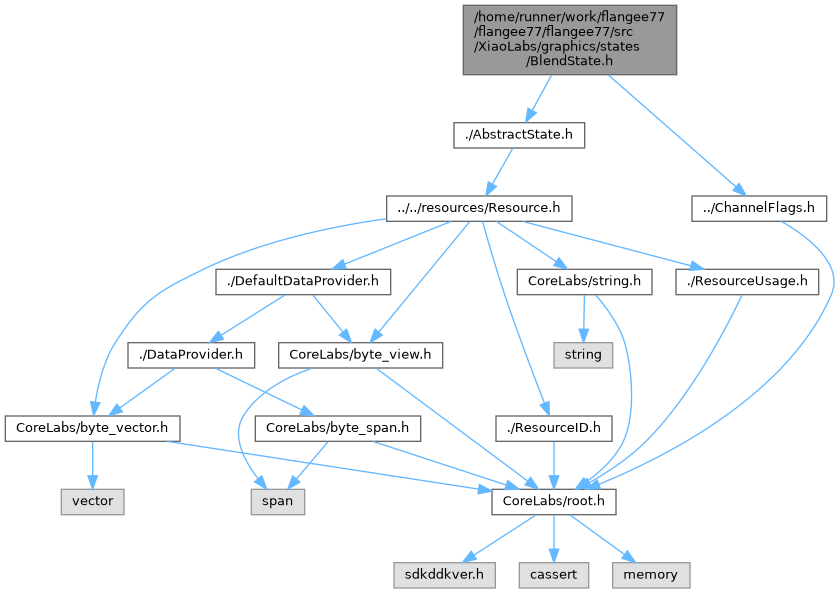 /home/runner/work/flangee77
/flangee77/flangee77/src
/XiaoLabs/graphics/states
/BlendState.h
./AbstractState.h
../../resources/Resource.h
../ChannelFlags.h
./DefaultDataProvider.h
CoreLabs/string.h
./ResourceUsage.h
./DataProvider.h
CoreLabs/byte_view.h
string
CoreLabs/byte_vector.h
CoreLabs/byte_span.h
./ResourceID.h
vector
span
CoreLabs/root.h
sdkddkver.h
cassert
memory